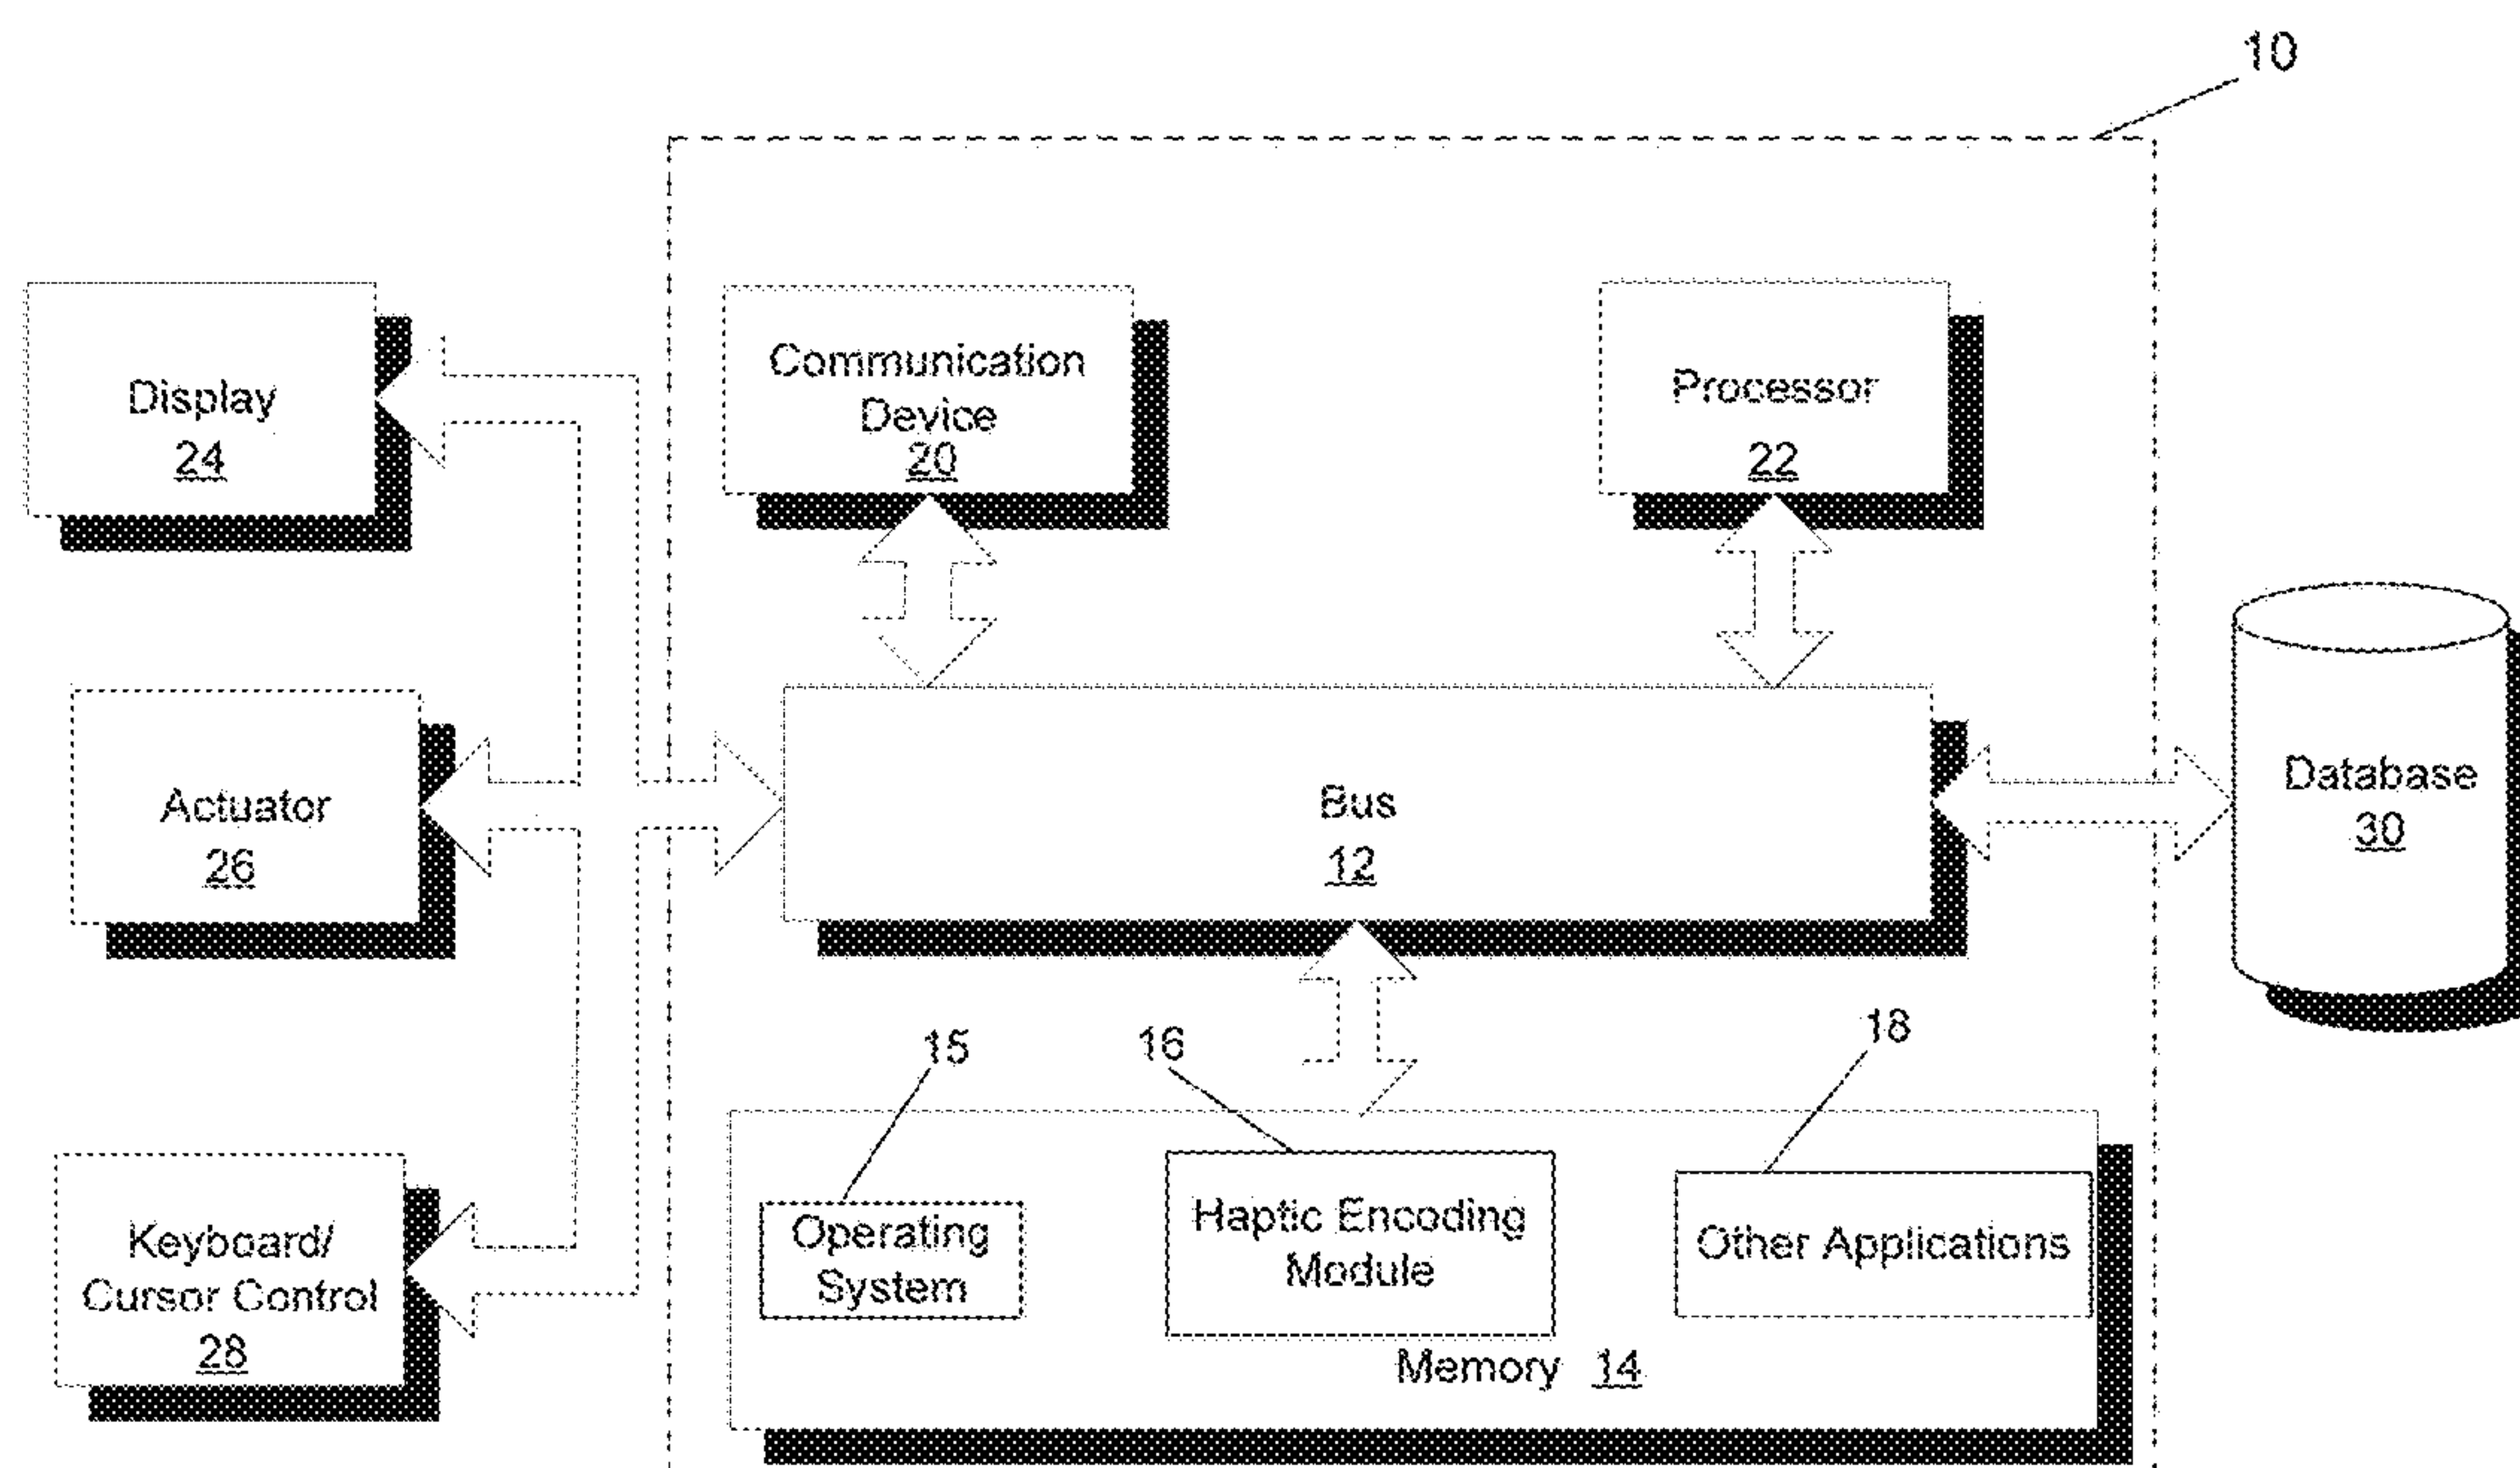 10
Display
24
Communication
Device
20
Processor
22
Actuator
26
Bus
12
Database
30
15
16
18
Keyboard/
Cursor Control
28
Operating
System
Haptic Encoding
Module
Other Applications
Memory 14